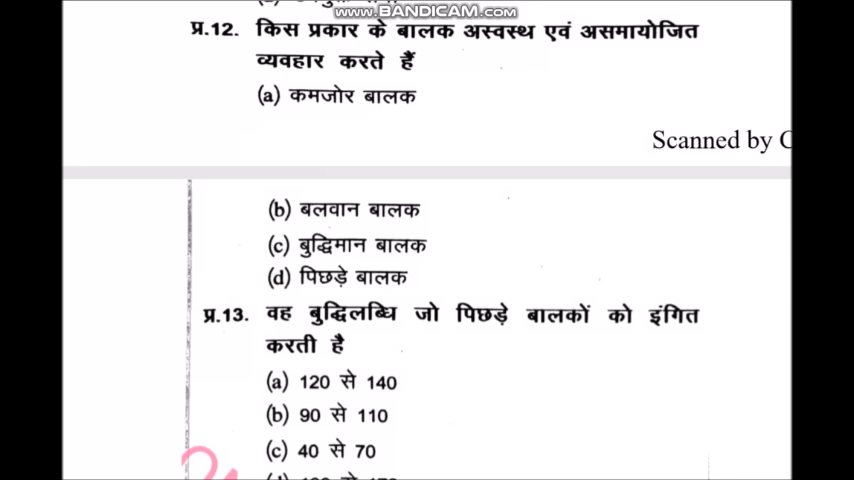 www.BANDICAM.com
प्र.12. किस प्रकार के बालक अस्वस्थ एवं असमायोजित
व्यवहार करते हैं
(a) कमजोर बालक
Scanned by C
(b) बलवान बालक
(c) बुद्धिमान बालक
(d) पिछड़े बालक
प्र.13. वह बुद्धिलब्धि जो पिछड़े बालकों को इंगित
करती है
(a) 120 से 140
(b) 90 से 110
(c) 40 से 70